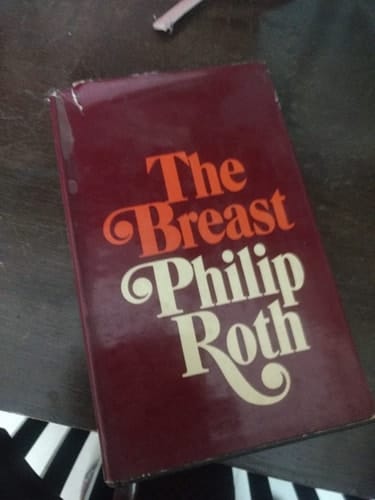 The
Breast
Philip
Roth